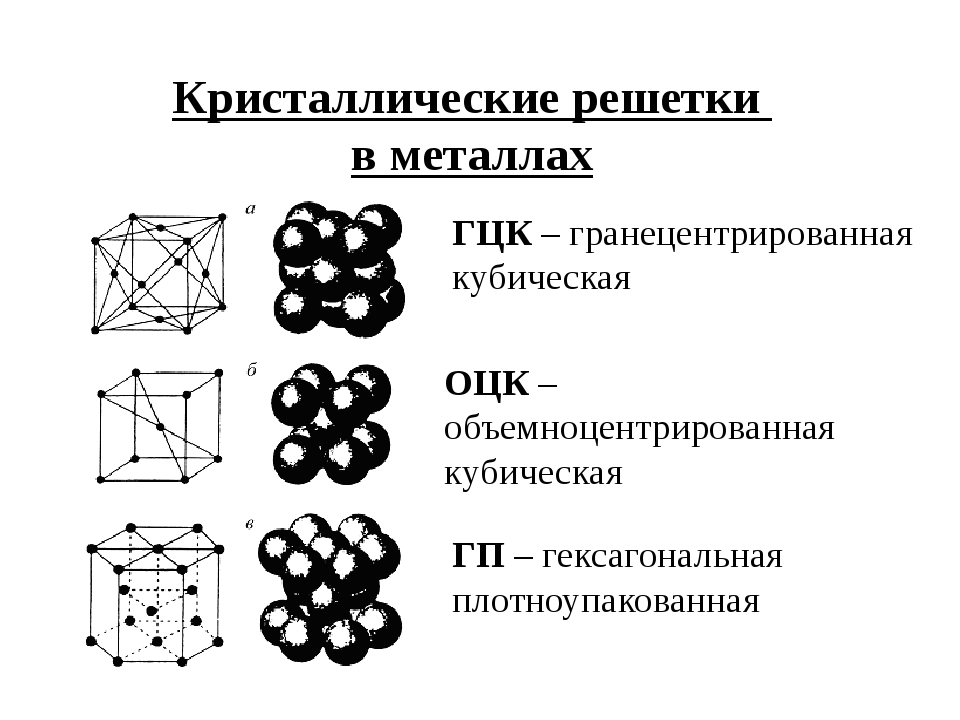 Кристаллические решетки
в металлах
а
ГЦК – гранецентрированная
кубическая
б
ОЦК –
объемноцентрированная
кубическая
в
ГП – гексагональная
плотноупакованная